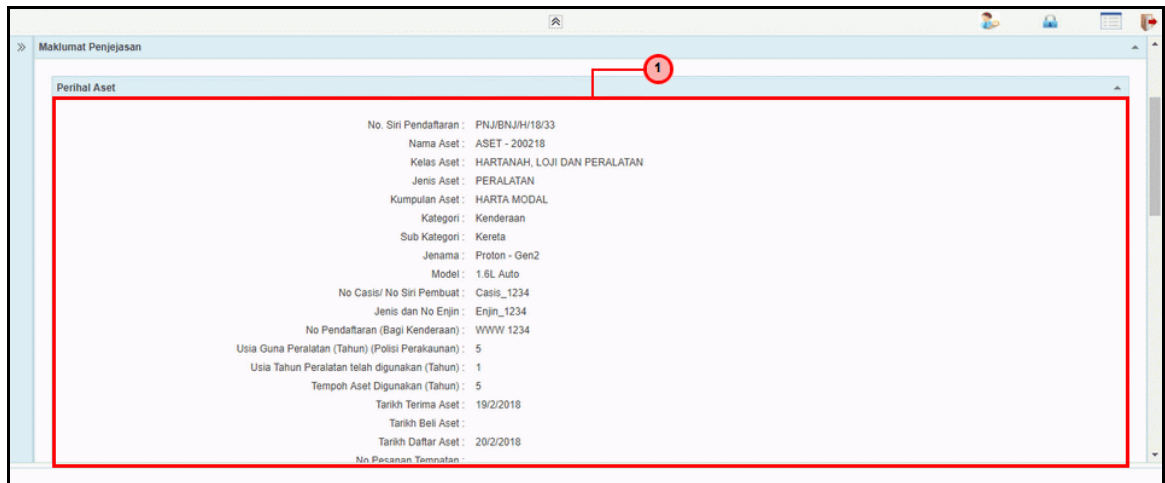 Maklumat Penjejasan
1
Perihal Aset
No. Siri Pendaftaran : PNJ/BNJ/H/18/33
Nama Aset : ASET - 200218
Kelas Aset : HARTANAH, LOJI DAN PERALATAN
Jenis Aset : PERALATAN
Kumpulan Aset : HARTA MODAL
Kategori : Kenderaan
Sub Kategori : Kereta
Jenama : Proton - Gen2
Model : 1.6L Auto
No Casis/ No Siri Pembuat : Casis_1234
Jenis dan No Enjin : Enjin_1234
No Pendaftaran (Bagi Kenderaan) : WWW 1234
Usia Guna Peralatan (Tahun) (Polisi Perakaunan) : 5
Usia Tahun Peralatan telah digunakan (Tahun) : 1
Tempoh Aset Digunakan (Tahun) : 5
Tarikh Terima Aset : 19/2/2018
Tarikh Beli Aset :
Tarikh Daftar Aset : 20/2/2018
No Pesanan Tempatan :